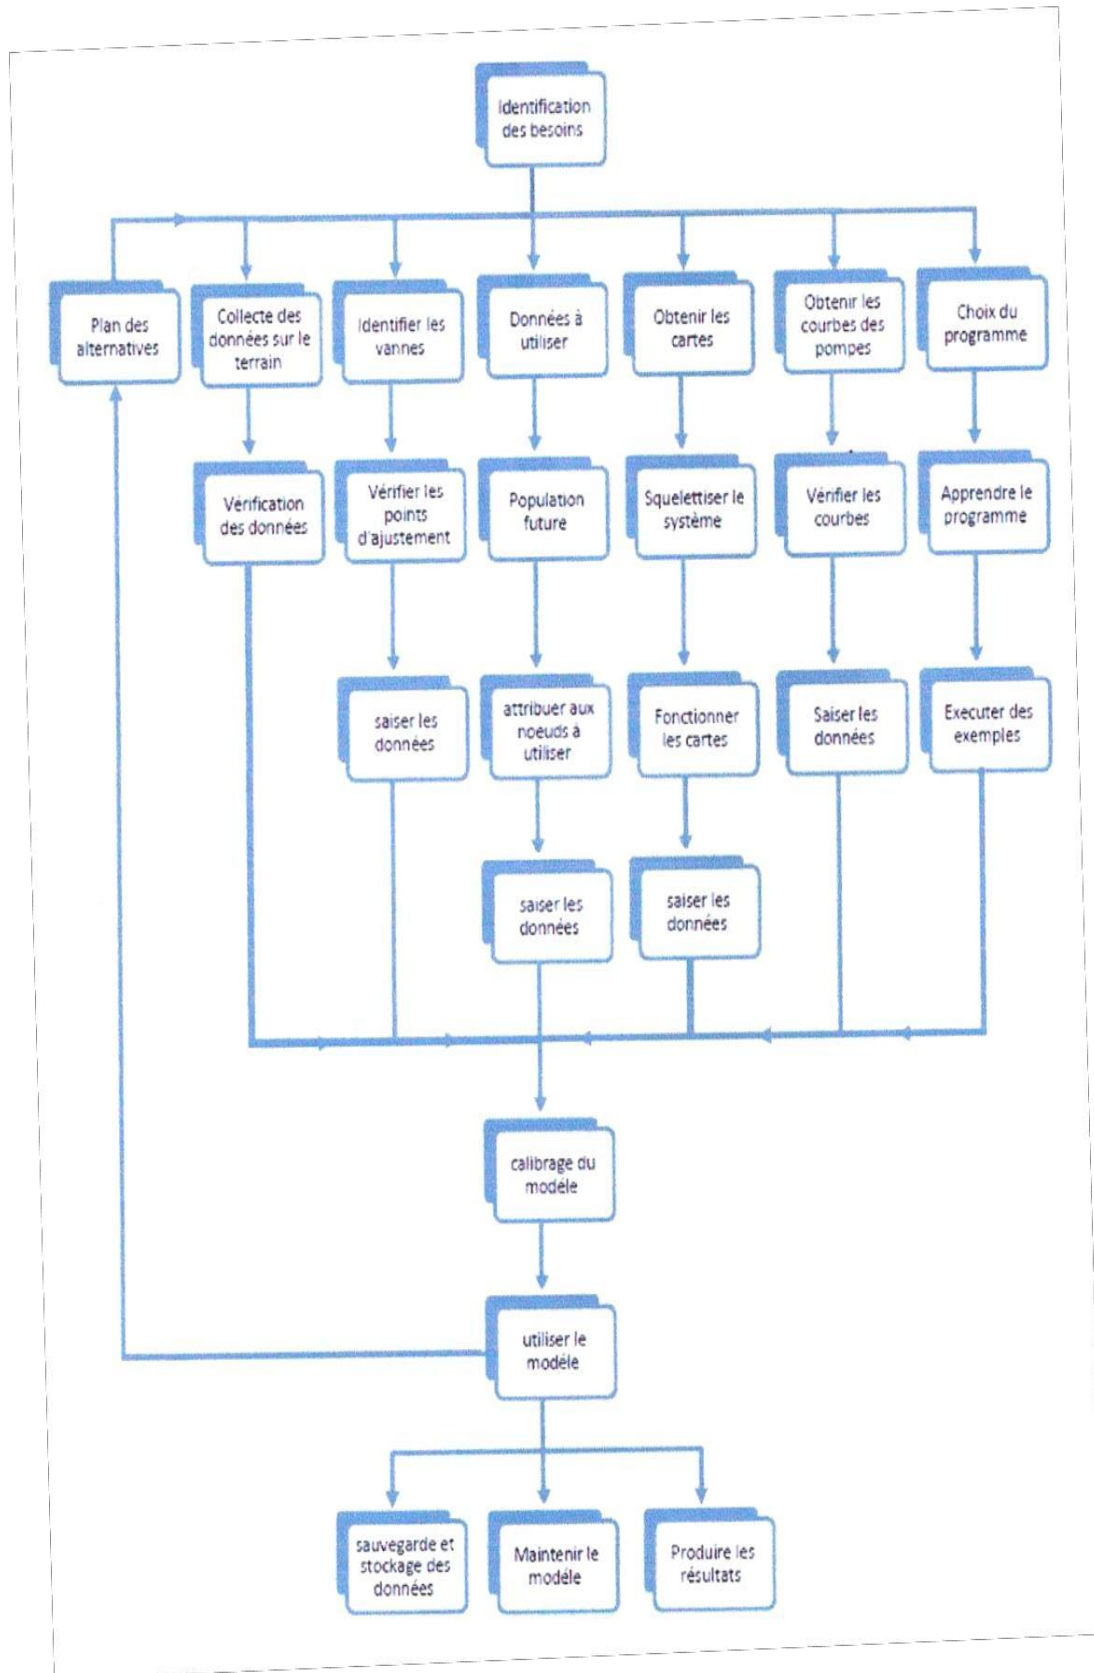 Identification
des besoins
Plan des
alternatives
Collecte des
données sur le
terrain
Identifier les
vannes
Données à
utiliser
Obtenir les
cartes
Obtenir les
courbes des
pompes
Choix du
programme
Vérification
des données
Vérifier les
points
d'ajustement
Population
future
Squelettiser le
système
Vérifier les
courbes
Apprendre le
programme
saiser les
données
attribuer aux
noeuds à
utiliser
Fonctionner
les cartes
Saiser les
données
Executer des
exemples
saiser les
données
saiser les
données
calibrage du
modéle
utiliser le
modéle
sauvegarde et
stockage des
données
Maintenir le
modéle
Produire les
résultats